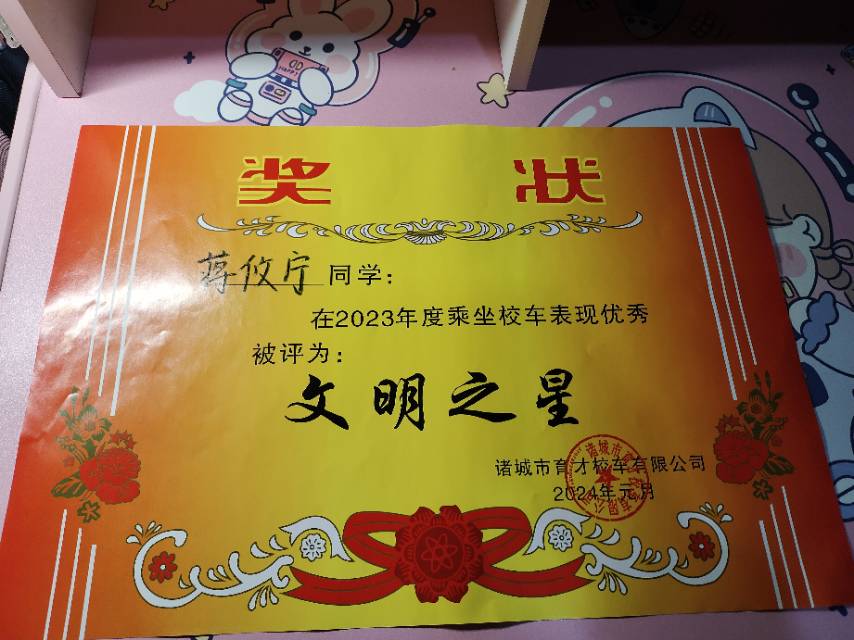 HAPPY
奖状
蒋攸宁同学：
在2023年度乘坐校车表现优秀
被评为：
文明之星
诸城市育才校车有限公司
2024年元月